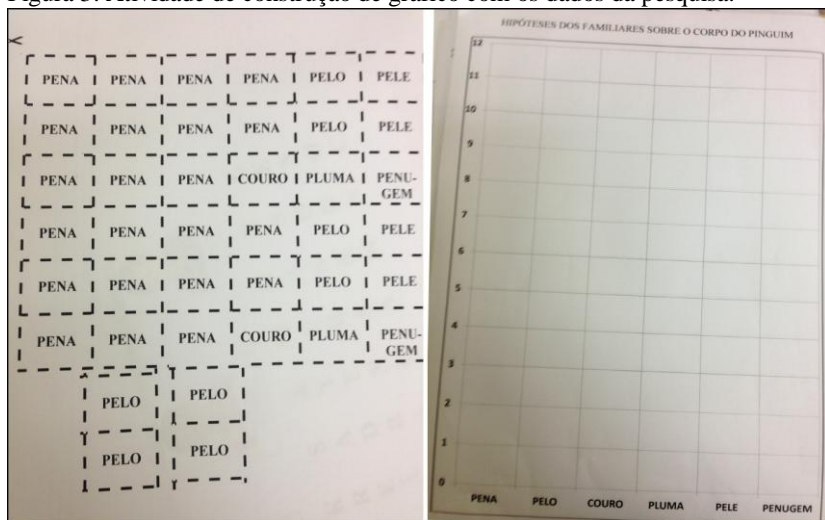 Figura 3: Atividade de construção de gráfico com os dados da pesquisa.
PENA PENA PENA PENA PELO PELE
PENA PENA PENA PENA PELO PELE
PENA PENA PENA COURO PLUMA PENU-
GEM
PENA PENA PENA PENA PELO PELE
PENA PENA PENA PENA PELO PELE
PENA PENA PENA COURO PLUMA PENU-
GEM
PELO PELO
PELO PELO
HIPÓTESES DOS FAMILIARES SOBRE O CORPO DO PINGUIM
12
11
10
9
8
7
6
5
4
3
2
1
0
PENA PELO COURO PLUMA PELE PENUGEM